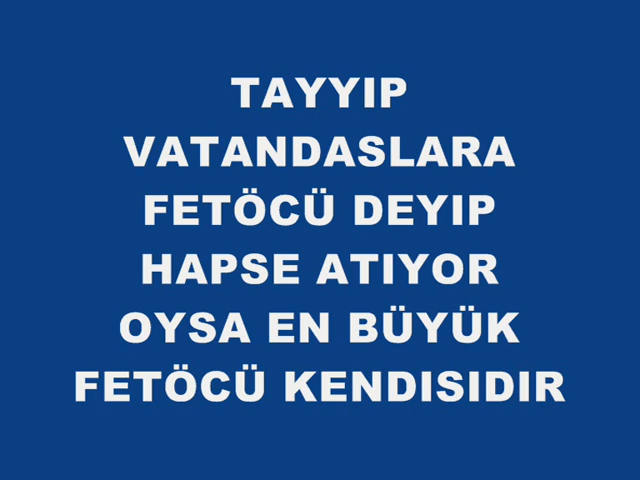 TAYYIP
VATANDASLARA
FETÖCÜ DEYIP
HAPSE ATIYOR
OYSA EN BÜYÜK
FETÖCÜ KENDISIDIR